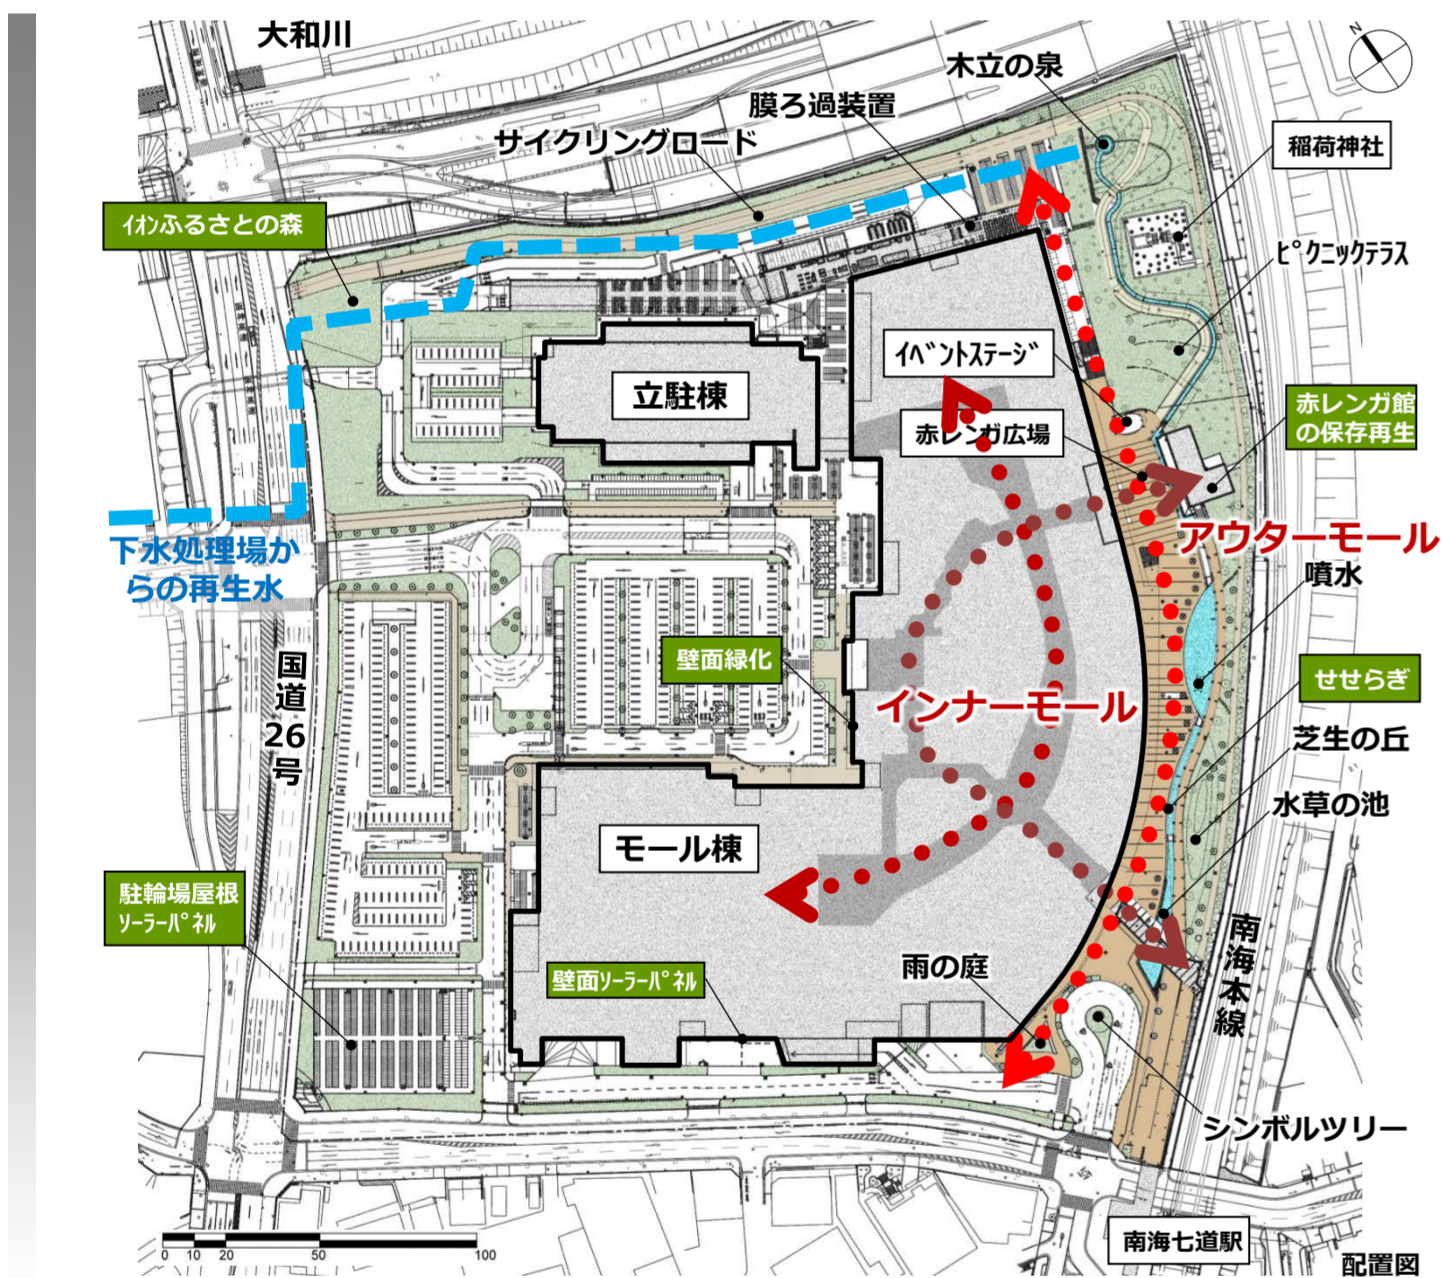 大和川
木立の泉
膜ろ過装置
サイクリングロード
稲荷神社
イオンふるさとの森
ピクニックテラス
イベントステージ
立駐棟
赤レンガ広場
赤レンガ館
の保存再生
アウターモール
下水処理場か
らの再生水
噴水
壁面緑化
せせらぎ
国道26号
インナーモール
芝生の丘
水草の池
モール棟
駐輪場屋根
ソーラーパネル
南海本線
雨の庭
壁面ソーラーパネル
シンボルツリー
南海七道駅
配置図
0 10 20 50 100
N